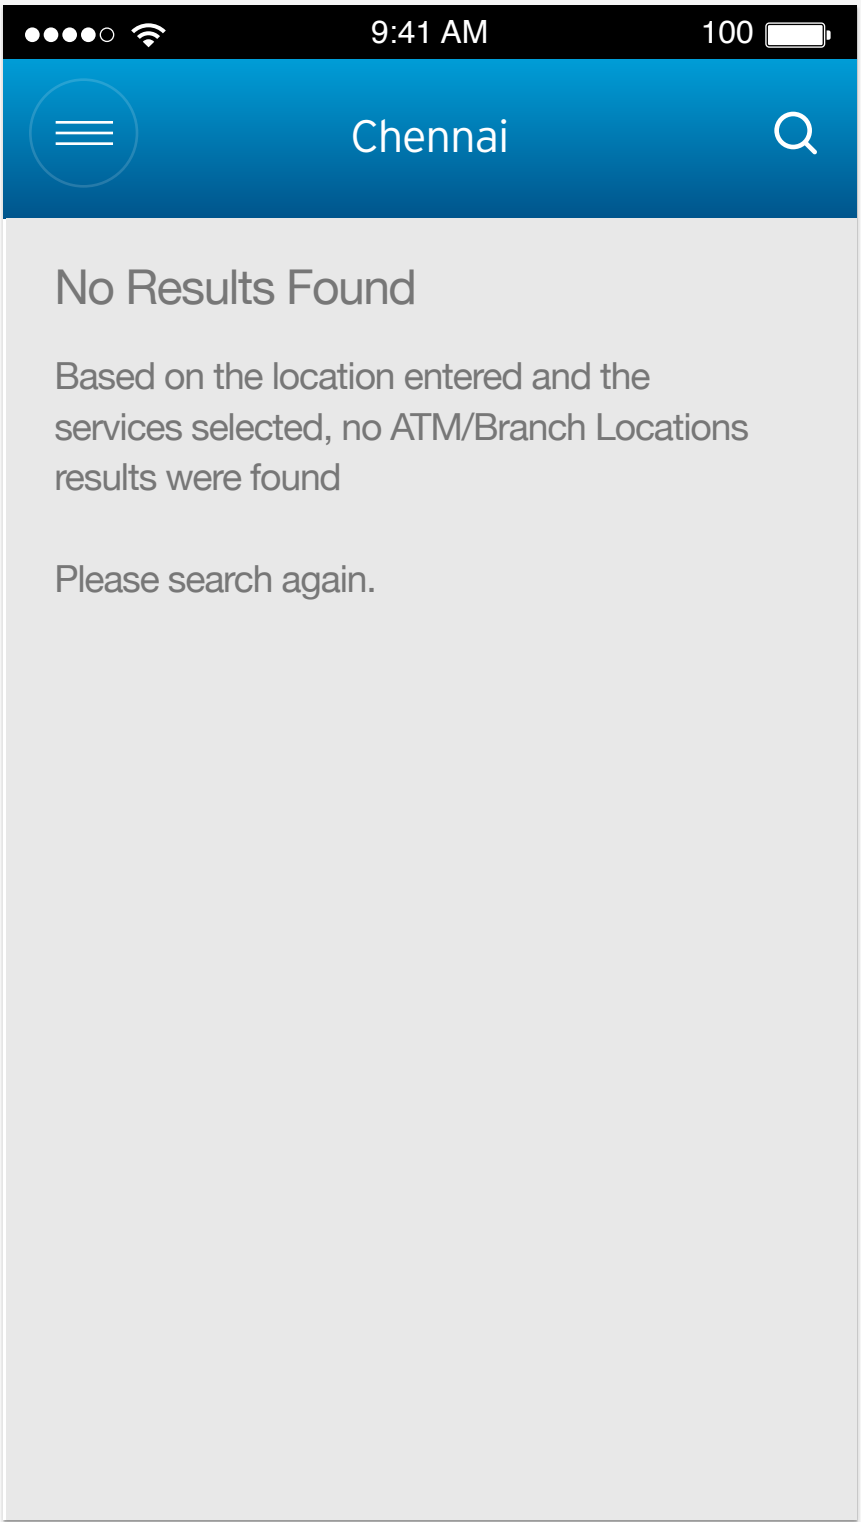 9:41 AM
100
Chennai
No Results Found
Based on the location entered and the
services selected, no ATM/Branch Locations
results were found
Please search again.